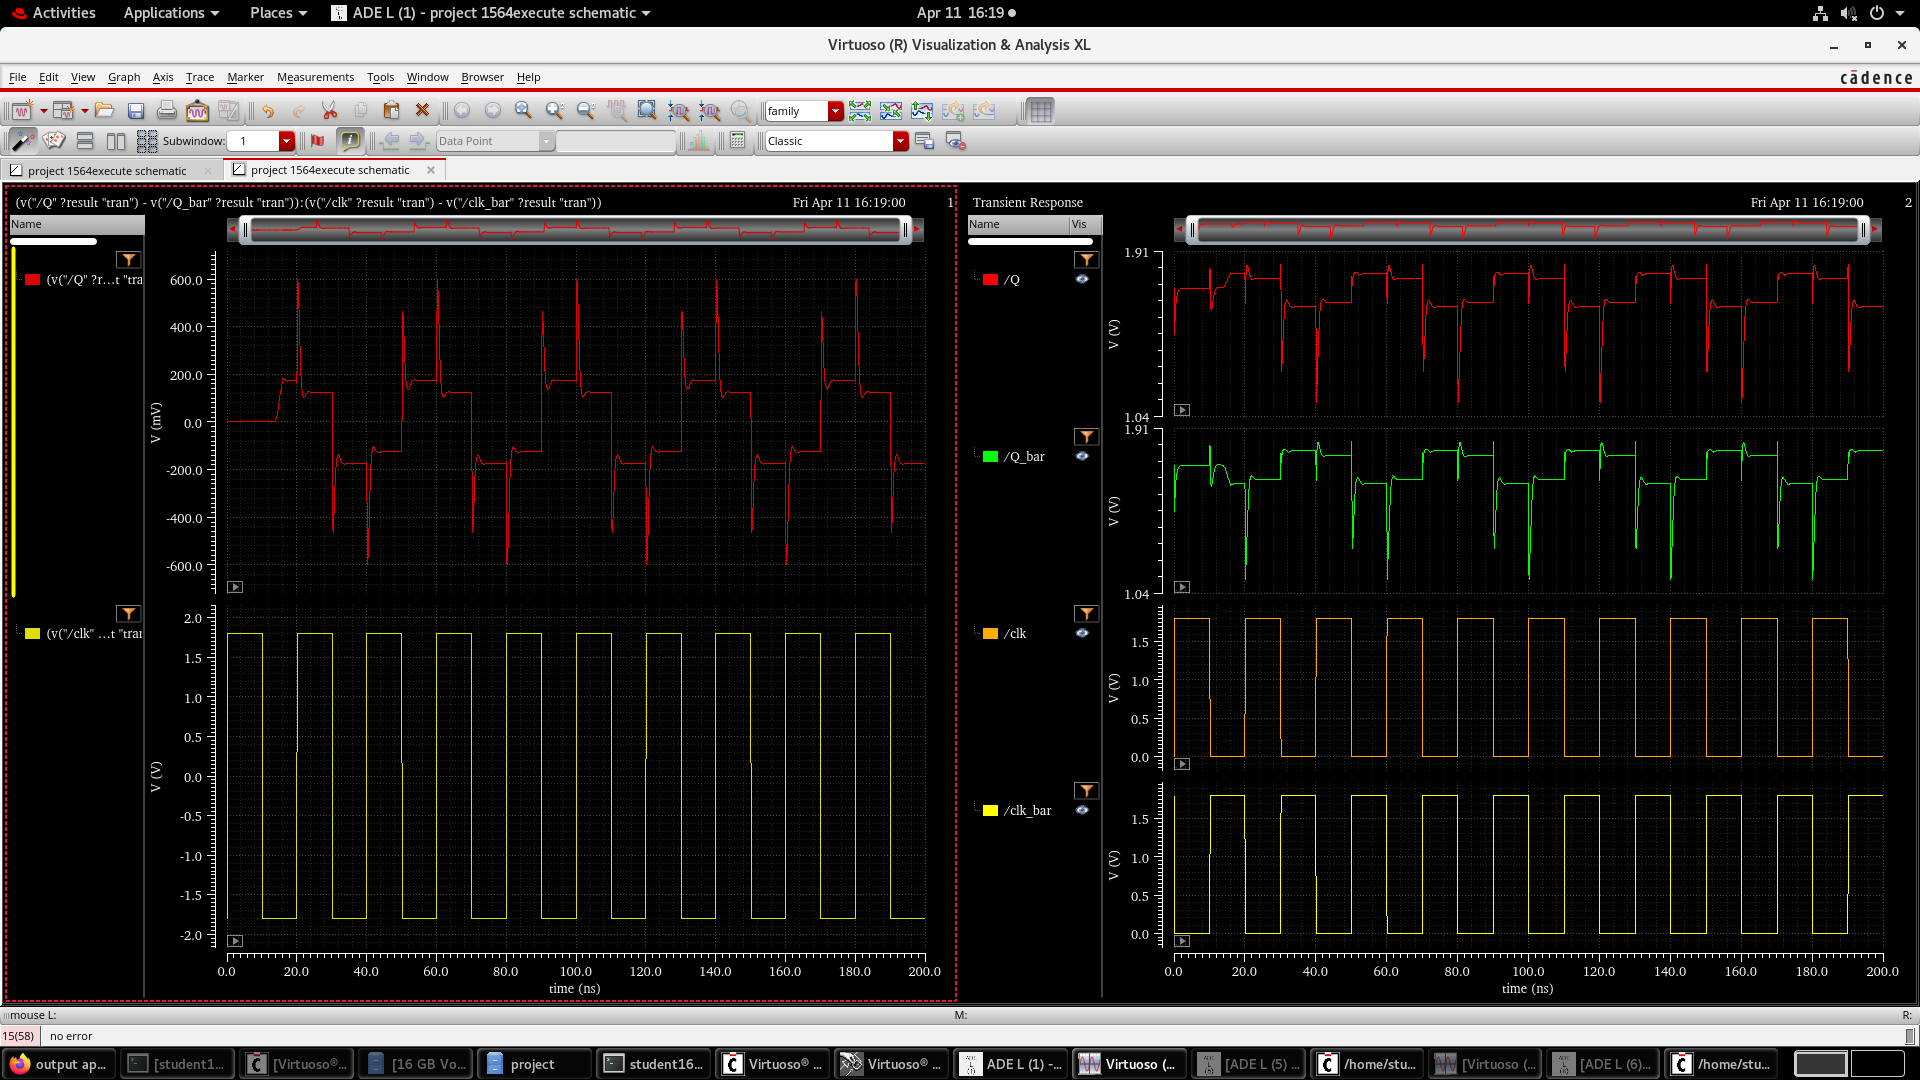 Activities Applications Places ADE L (1) - project 1564execute schematic Apr 11 16:19
Virtuoso (R) Visualization & Analysis XL
File Edit View Graph Axis Trace Marker Measurements Tools Window Browser Help cādence
family
Subwindow: 1 Data Point Classic
project 1564execute schematic project 1564execute schematic
(v("/Q" ?result "tran") - v("/Q_bar" ?result "tran")):(v("/clk" ?result "tran") - v("/clk_bar" ?result "tran")) Fri Apr 11 16:19:00 1
Name
(v("/Q" ?r...t "tra
600.0
400.0
200.0
0.0
-200.0
-400.0
-600.0
V (mV)
(v("/clk" ...t "tra
2.0
1.5
1.0
0.5
0.0
-0.5
-1.0
-1.5
-2.0
V (V)
0.0 20.0 40.0 60.0 80.0 100.0 120.0 140.0 160.0 180.0 200.0
time (ns)
Transient Response Fri Apr 11 16:19:00 2
Name Vis
/Q
1.91
V (V)
1.04
/Q_bar
1.91
V (V)
1.04
/clk
1.5
1.0
0.5
0.0
V (V)
/clk_bar
1.5
1.0
0.5
0.0
V (V)
0.0 20.0 40.0 60.0 80.0 100.0 120.0 140.0 160.0 180.0 200.0
time (ns)
mouse L: M: R:
15(58) no error
output ap... [student1... [Virtuoso®... [16 GB Vo... project student16... Virtuoso® ... Virtuoso® ... ADE L (1) -... Virtuoso (... [ADE L (5) ... /home/stu... [Virtuoso (... [ADE L (6)... /home/stu...